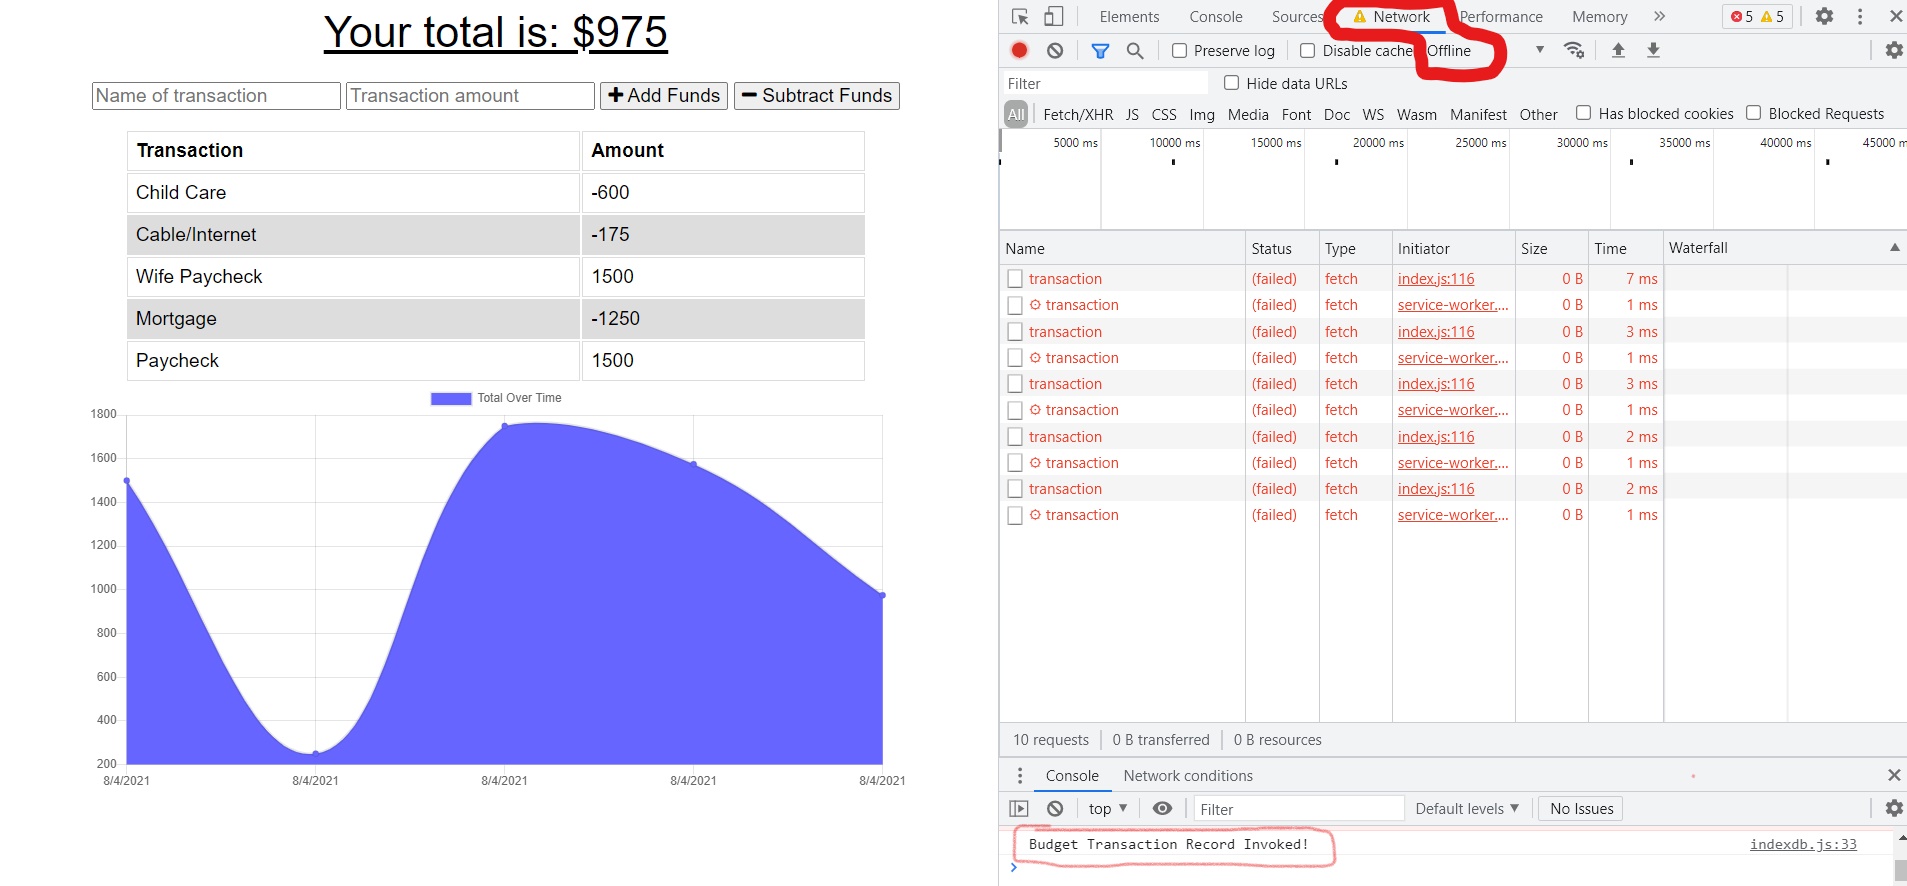 Your total is: $975
Name of transaction Transaction amount Add Funds Subtract Funds
Transaction Amount
Child Care -600
Cable/Internet -175
Wife Paycheck 1500
Mortgage -1250
Paycheck 1500
Total Over Time
1800
1600
1400
1200
1000
800
600
400
200
8/4/2021 8/4/2021 8/4/2021 8/4/2021 8/4/2021
Elements Console Sources Network Performance Memory » 5 5
Preserve log Disable cache Offline
Filter Hide data URLs
All Fetch/XHR JS CSS Img Media Font Doc WS Wasm Manifest Other Has blocked cookies Blocked Requests
5000 ms 10000 ms 15000 ms 20000 ms 25000 ms 30000 ms 35000 ms 40000 ms 45000 m
Name Status Type Initiator Size Time Waterfall
transaction (failed) fetch index.js:116 0 B 7 ms
transaction (failed) fetch service-worker.... 0 B 1 ms
transaction (failed) fetch index.js:116 0 B 3 ms
transaction (failed) fetch service-worker.... 0 B 1 ms
transaction (failed) fetch index.js:116 0 B 3 ms
transaction (failed) fetch service-worker.... 0 B 1 ms
transaction (failed) fetch index.js:116 0 B 2 ms
transaction (failed) fetch service-worker.... 0 B 1 ms
transaction (failed) fetch index.js:116 0 B 2 ms
transaction (failed) fetch service-worker.... 0 B 1 ms
10 requests 0 B transferred 0 B resources
Console Network conditions
top Filter Default levels No Issues
Budget Transaction Record Invoked! indexdb.js:33